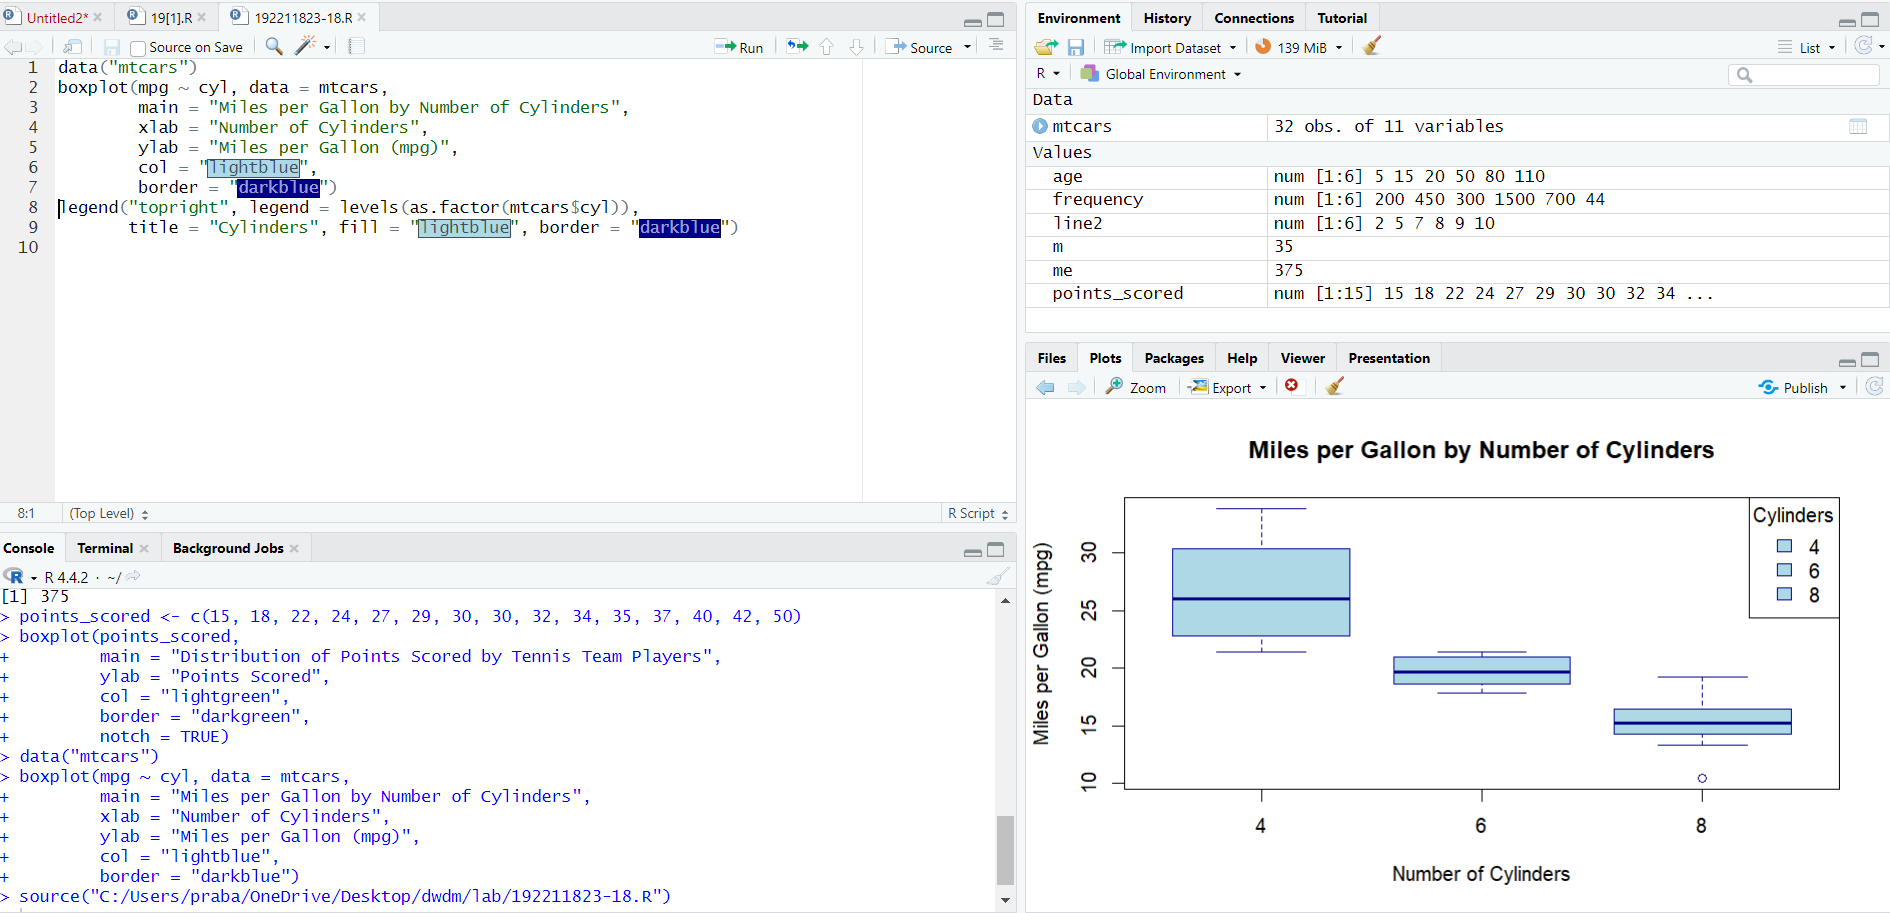 Untitled2*
19[1].R
192211823-18.R
Source on Save
Run
Source
1 data("mtcars")
2 boxplot(mpg ~ cyl, data = mtcars,
3 main = "Miles per Gallon by Number of Cylinders",
4 xlab = "Number of Cylinders",
5 ylab = "Miles per Gallon (mpg)",
6 col = "lightblue",
7 border = "darkblue")
8 legend("topright", legend = levels(as.factor(mtcars$cyl)),
9 title = "Cylinders", fill = "lightblue", border = "darkblue")
10
8:1 (Top Level) R Script
Console Terminal Background Jobs
R 4.4.2 · ~/
[1] 375
> points_scored <- c(15, 18, 22, 24, 27, 29, 30, 30, 32, 34, 35, 37, 40, 42, 50)
> boxplot(points_scored,
+ main = "Distribution of Points Scored by Tennis Team Players",
+ ylab = "Points Scored",
+ col = "lightgreen",
+ border = "darkgreen",
+ notch = TRUE)
> data("mtcars")
> boxplot(mpg ~ cyl, data = mtcars,
+ main = "Miles per Gallon by Number of Cylinders",
+ xlab = "Number of Cylinders",
+ ylab = "Miles per Gallon (mpg)",
+ col = "lightblue",
+ border = "darkblue")
> source("C:/Users/praba/OneDrive/Desktop/dwdm/lab/192211823-18.R")
Environment History Connections Tutorial
Import Dataset 139 MiB List
R Global Environment
Data
mtcars 32 obs. of 11 variables
Values
age num [1:6] 5 15 20 50 80 110
frequency num [1:6] 200 450 300 1500 700 44
line2 num [1:6] 2 5 7 8 9 10
m 35
me 375
points_scored num [1:15] 15 18 22 24 27 29 30 30 32 34 ...
Files Plots Packages Help Viewer Presentation
Zoom Export Publish
Miles per Gallon by Number of Cylinders
Miles per Gallon (mpg)
30
25
20
15
10
Cylinders
4
6
8
4 6 8
Number of Cylinders